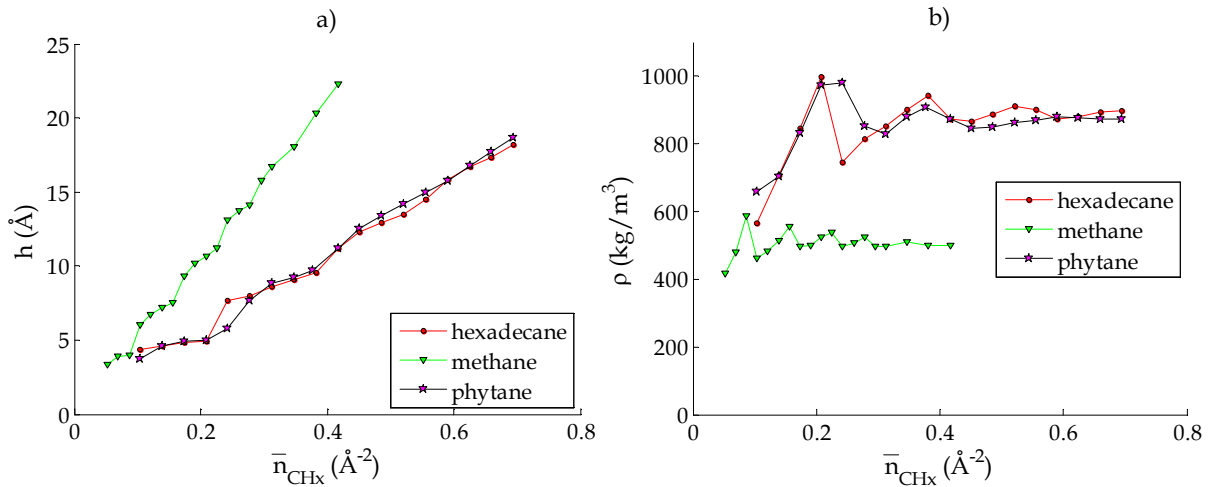 a)
25
20
15
10
5
0
0
0.2
0.4
0.6
0.8
h (Å)
n̅CHx (Å-2)
hexadecane
methane
phytane
b)
1000
800
600
400
200
0
0
0.2
0.4
0.6
0.8
ρ (kg/m3)
n̅CHx (Å-2)
hexadecane
methane
phytane